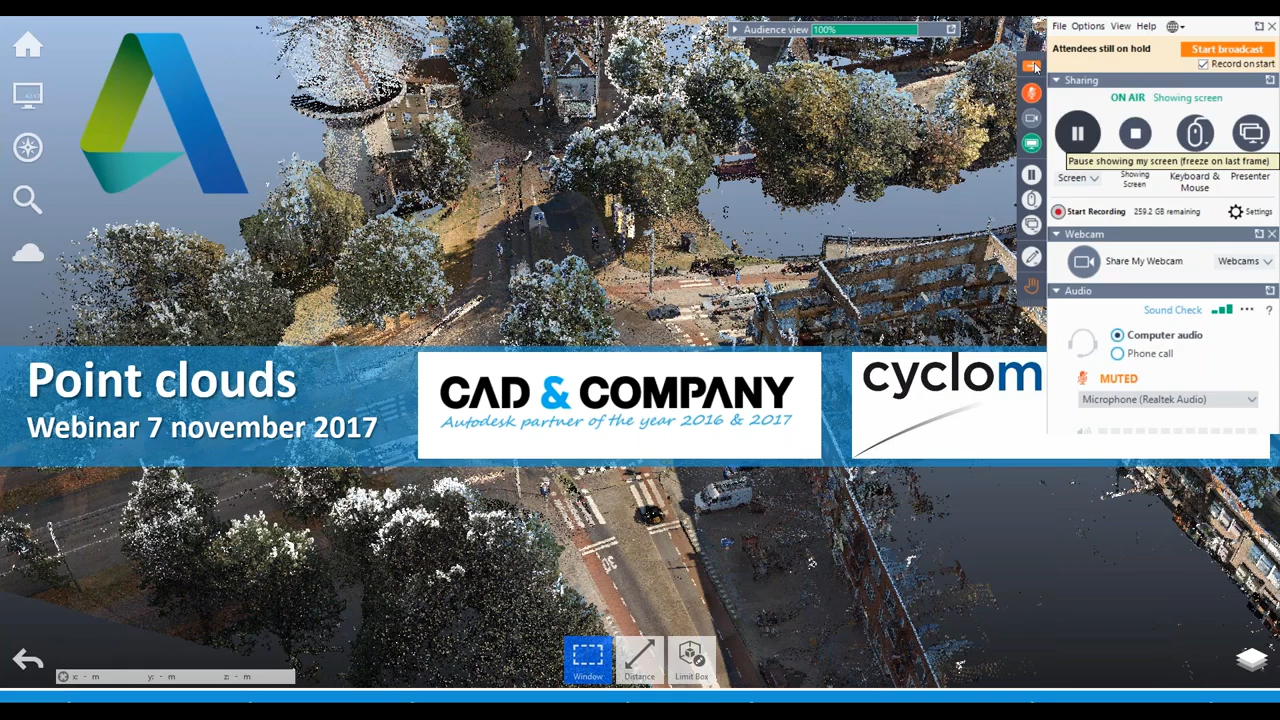 Audience view 100%
File Options View Help
Attendees still on hold
Start broadcast
Record on start
Sharing
ON AIR Showing screen
Pause showing my screen (freeze on last frame)
Screen
Showing
Screen
Keyboard &
Mouse
Presenter
Start Recording 259.2 GB remaining Settings
Webcam
Share My Webcam Webcams
Audio
Sound Check ... ?
Computer audio
Phone call
MUTED
Microphone (Realtek Audio)
Point clouds
Webinar 7 november 2017
CAD & COMPANY
Autodesk partner of the year 2016 & 2017
cyclom
30
Window
Distance
Limit Box
x: - m y: - m z: - m